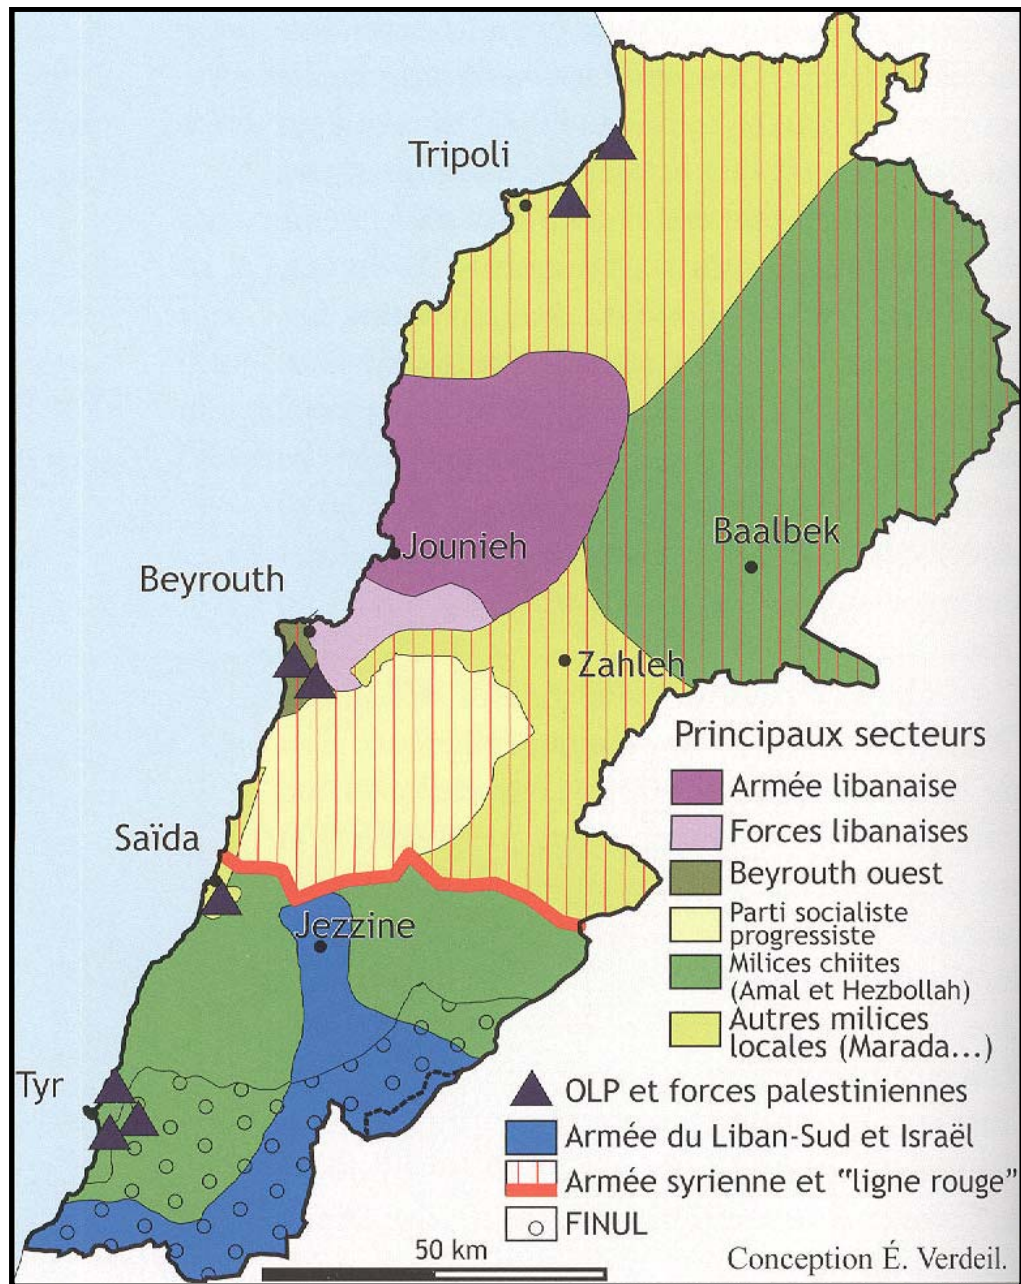 Tripoli
Jounieh
Baalbek
Beyrouth
Zahleh
Saïda
Jezzine
Tyr
Principaux secteurs
Armée libanaise
Forces libanaises
Beyrouth ouest
Parti socialiste
progressiste
Milices chiites
(Amal et Hezbollah)
Autres milices
locales (Marada...)
OLP et forces palestiniennes
Armée du Liban-Sud et Israël
Armée syrienne et "ligne rouge"
FINUL
50 km
Conception É. Verdeil.